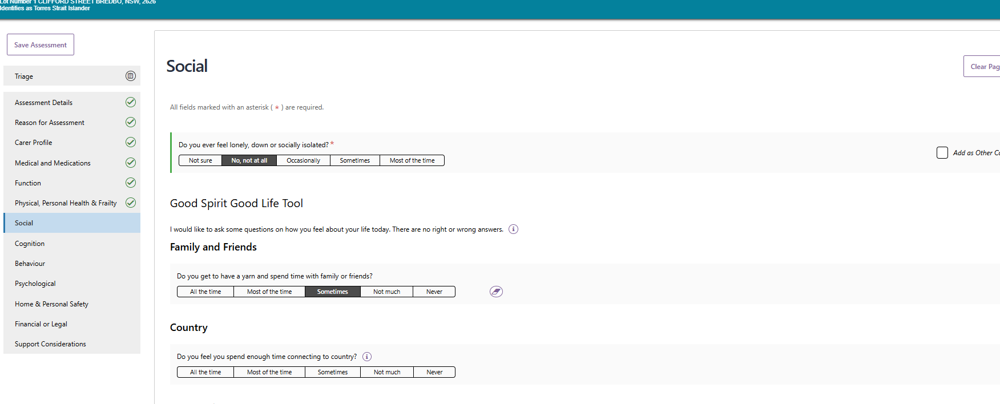 Lot Number 1 CLIFFORD STREET BREDBO, NSW, 2626
Identifies as Torres Strait Islander
Save Assessment
Triage
Assessment Details
Reason for Assessment
Carer Profile
Medical and Medications
Function
Physical, Personal Health & Frailty
Social
Cognition
Behaviour
Psychological
Home & Personal Safety
Financial or Legal
Support Considerations
Social
Clear Pag
All fields marked with an asterisk ( * ) are required.
Do you ever feel lonely, down or socially isolated? *
Not sure No, not at all Occasionally Sometimes Most of the time
Add as Other Co
Good Spirit Good Life Tool
I would like to ask some questions on how you feel about your life today. There are no right or wrong answers.
Family and Friends
Do you get to have a yarn and spend time with family or friends?
All the time Most of the time Sometimes Not much Never
Country
Do you feel you spend enough time connecting to country?
All the time Most of the time Sometimes Not much Never